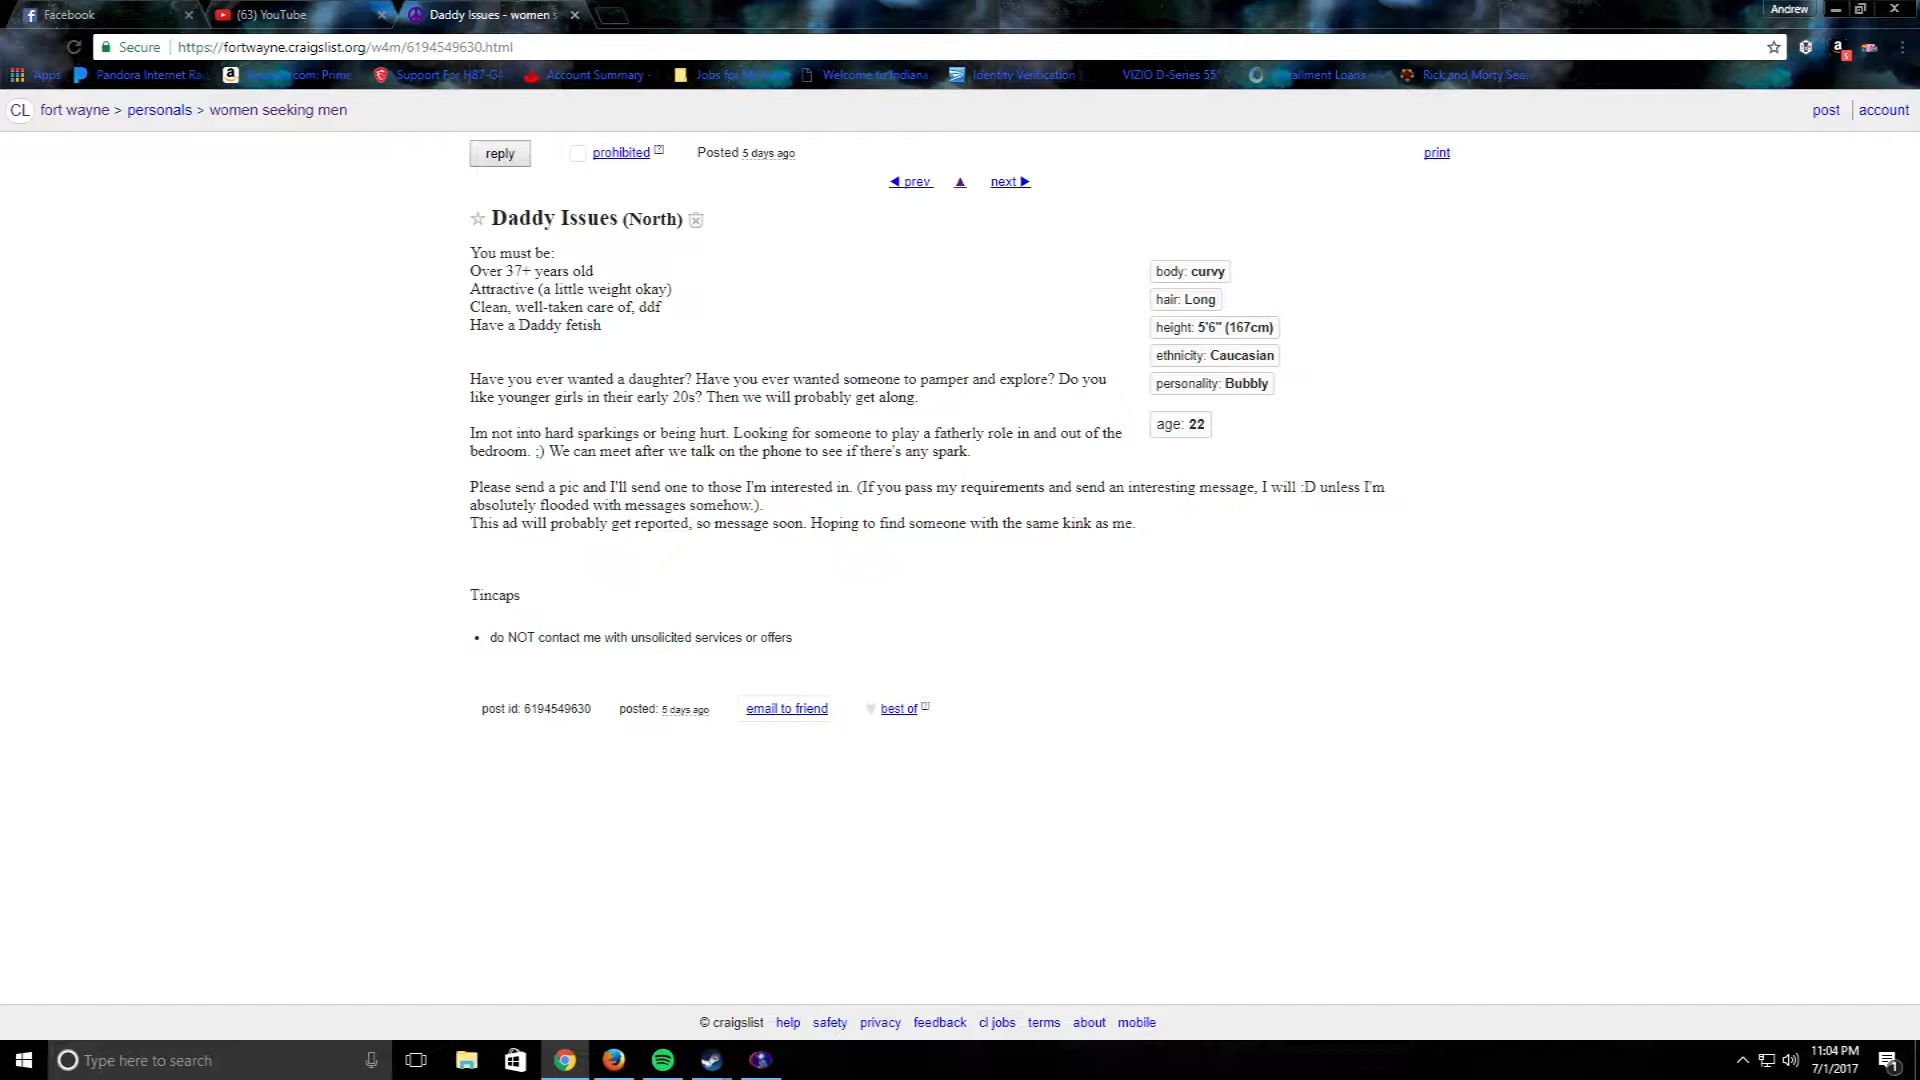 Facebook
(63) YouTube
Daddy Issues - women s
Andrew
Secure
https://fortwayne.craigslist.org/w4m/6194549630.html
Apps
Pandora Internet Ra
.com: Prime
Support For H87-G4
Account Summary -
Jobs for M
Welcome to Indiana
Identity Verification
VIZIO D-Series 55"
allment Loans
Rick and Morty Sea
CL fort wayne > personals > women seeking men
post account
reply
prohibited [?]
Posted 5 days ago
print
◀ prev ▲ next ▶
☆ Daddy Issues (North)
You must be:
Over 37+ years old
Attractive (a little weight okay)
Clean, well-taken care of, ddf
Have a Daddy fetish
body: curvy
hair: Long
height: 5'6" (167cm)
ethnicity: Caucasian
personality: Bubbly
age: 22
Have you ever wanted a daughter? Have you ever wanted someone to pamper and explore? Do you
like younger girls in their early 20s? Then we will probably get along.
Im not into hard sparkings or being hurt. Looking for someone to play a fatherly role in and out of the
bedroom. ;) We can meet after we talk on the phone to see if there's any spark.
Please send a pic and I'll send one to those I'm interested in. (If you pass my requirements and send an interesting message, I will :D unless I'm
absolutely flooded with messages somehow.).
This ad will probably get reported, so message soon. Hoping to find someone with the same kink as me.
Tincaps
• do NOT contact me with unsolicited services or offers
post id: 6194549630
posted: 5 days ago
email to friend
♥ best of [?]
© craigslist help safety privacy feedback cl jobs terms about mobile
Type here to search
11:04 PM
7/1/2017